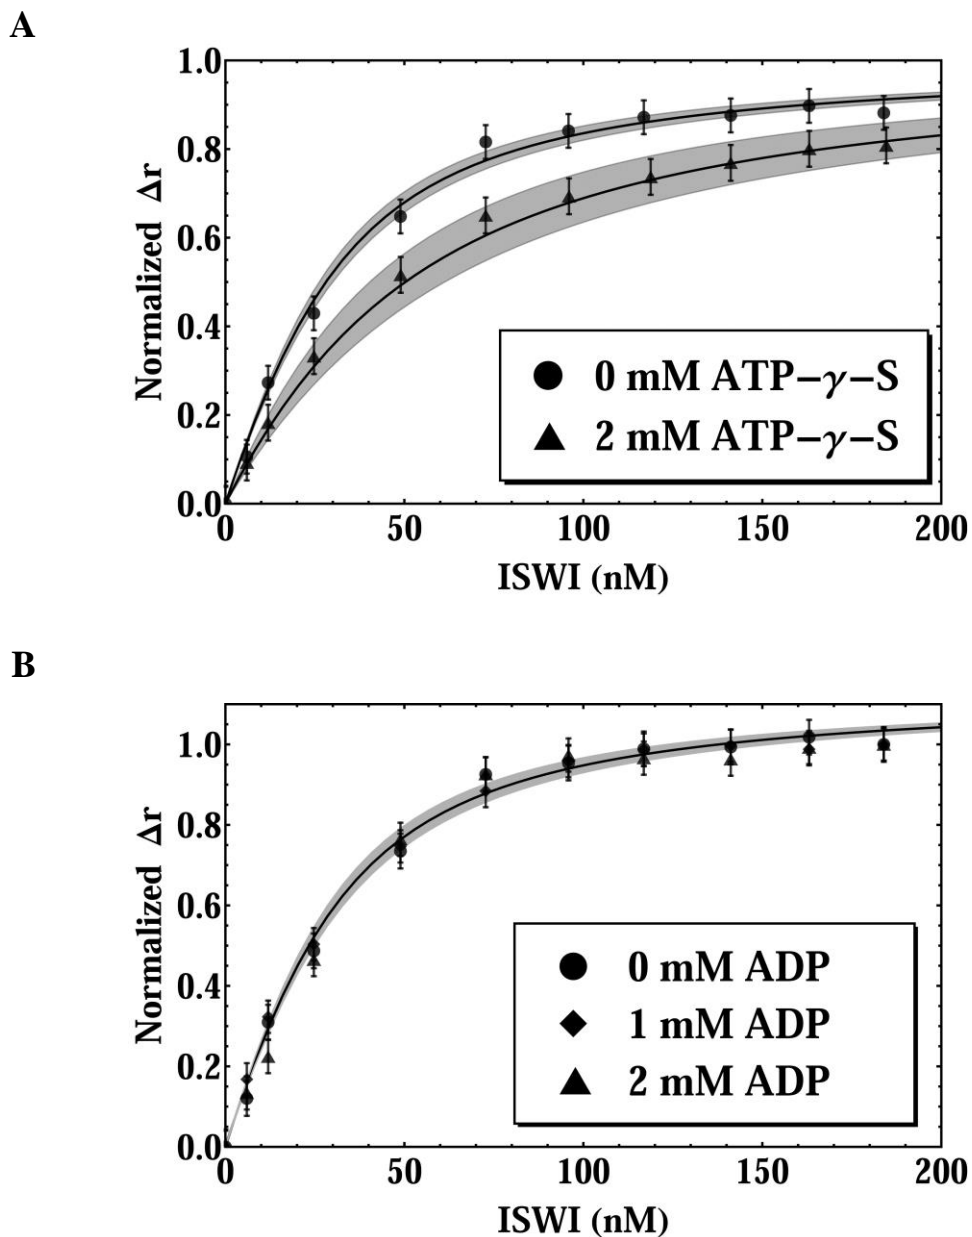 A
1.0
0.8
0.6
0.4
0.2
0.0
Normalized Δr
0 mM ATP–γ–S
2 mM ATP–γ–S
0 50 100 150 200
ISWI (nM)
B
1.0
0.8
0.6
0.4
0.2
0.0
Normalized Δr
0 mM ADP
1 mM ADP
2 mM ADP
0 50 100 150 200
ISWI (nM)